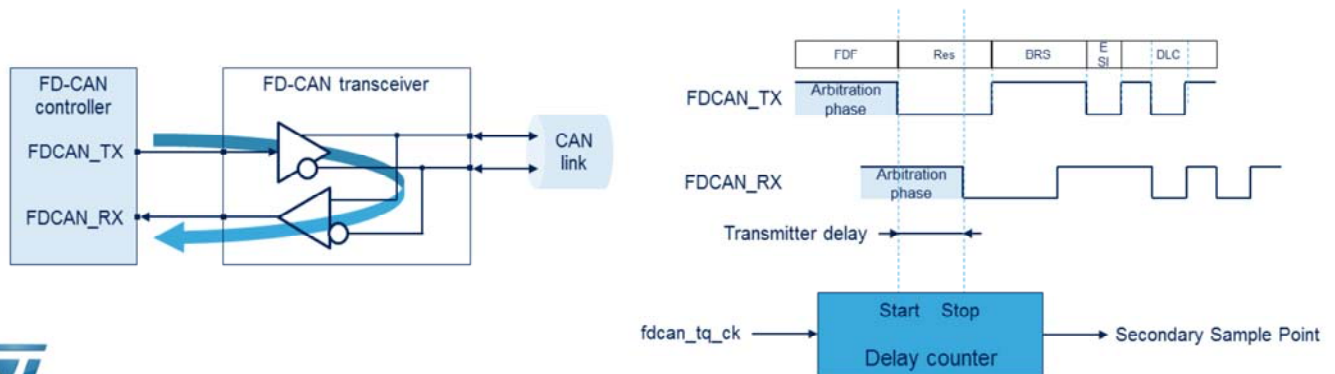 FD-CAN
controller
FDCAN_TX
FDCAN_RX
FD-CAN transceiver
CAN
link
FDF
Res
BRS
E
SI
DLC
FDCAN_TX
Arbitration
phase
FDCAN_RX
Arbitration
phase
Transmitter delay
Start Stop
fdcan_tq_ck
Delay counter
Secondary Sample Point